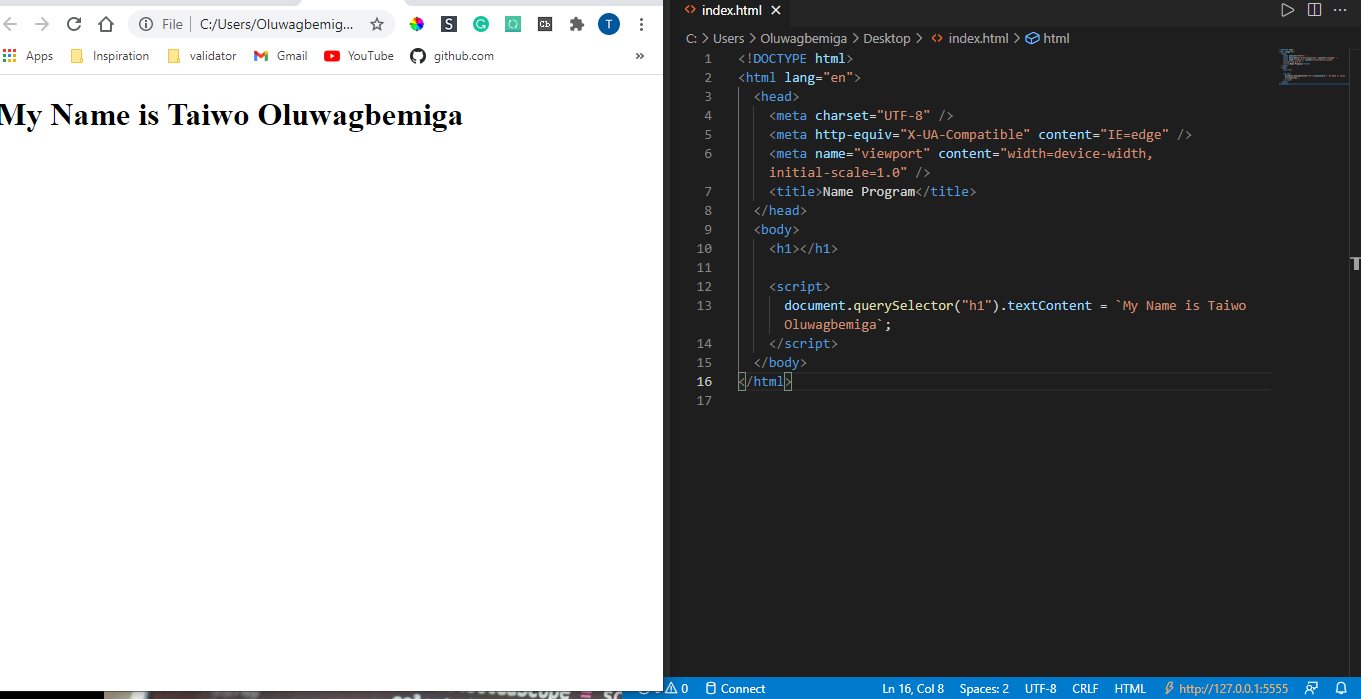 File C:/Users/Oluwagbemig... S Cb T
Apps Inspiration validator Gmail YouTube github.com »
My Name is Taiwo Oluwagbemiga
index.html
C: > Users > Oluwagbemiga > Desktop > index.html > html
1 <!DOCTYPE html>
2 <html lang="en">
3 <head>
4 <meta charset="UTF-8" />
5 <meta http-equiv="X-UA-Compatible" content="IE=edge" />
6 <meta name="viewport" content="width=device-width,
initial-scale=1.0" />
7 <title>Name Program</title>
8 </head>
9 <body>
10 <h1></h1>
11
12 <script>
13 document.querySelector("h1").textContent = `My Name is Taiwo
Oluwagbemiga`;
14 </script>
15 </body>
16 </html>
17
T
0 Connect Ln 16, Col 8 Spaces: 2 UTF-8 CRLF HTML http://127.0.0.1:5555